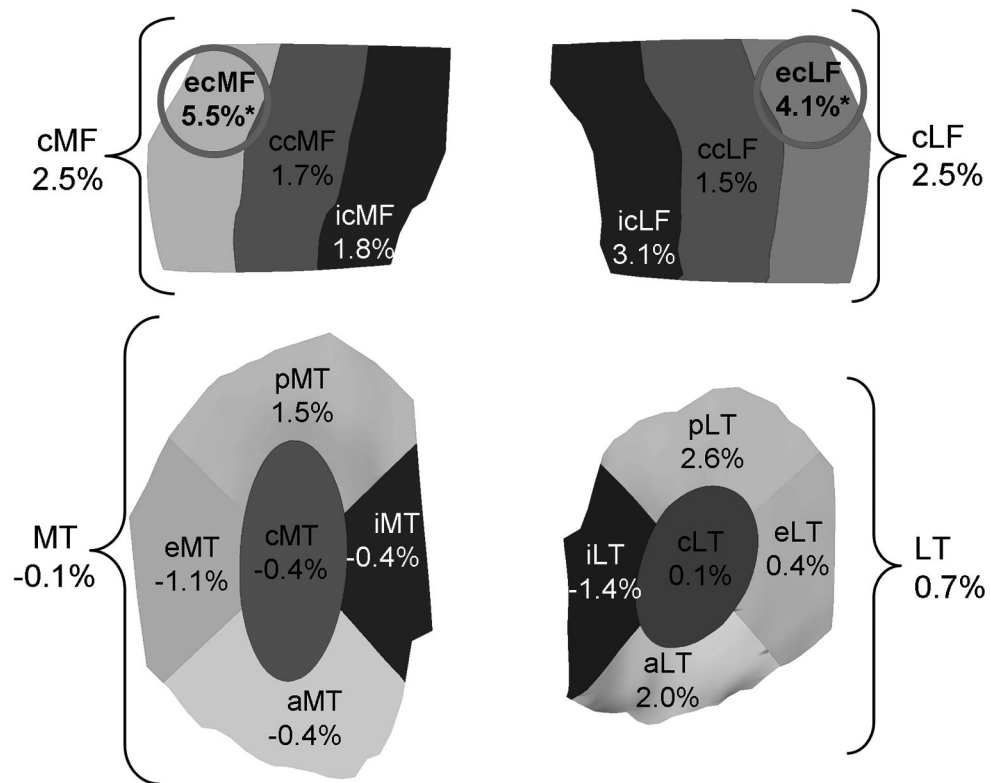 ecMF
5.5%*
cMF
2.5%
ccMF
1.7%
icMF
1.8%
ecLF
4.1%*
cLF
2.5%
ccLF
1.5%
icLF
3.1%
pMT
1.5%
MT
-0.1%
eMT
-1.1%
cMT
-0.4%
iMT
-0.4%
aMT
-0.4%
pLT
2.6%
iLT
-1.4%
cLT
0.1%
eLT
0.4%
LT
0.7%
aLT
2.0%